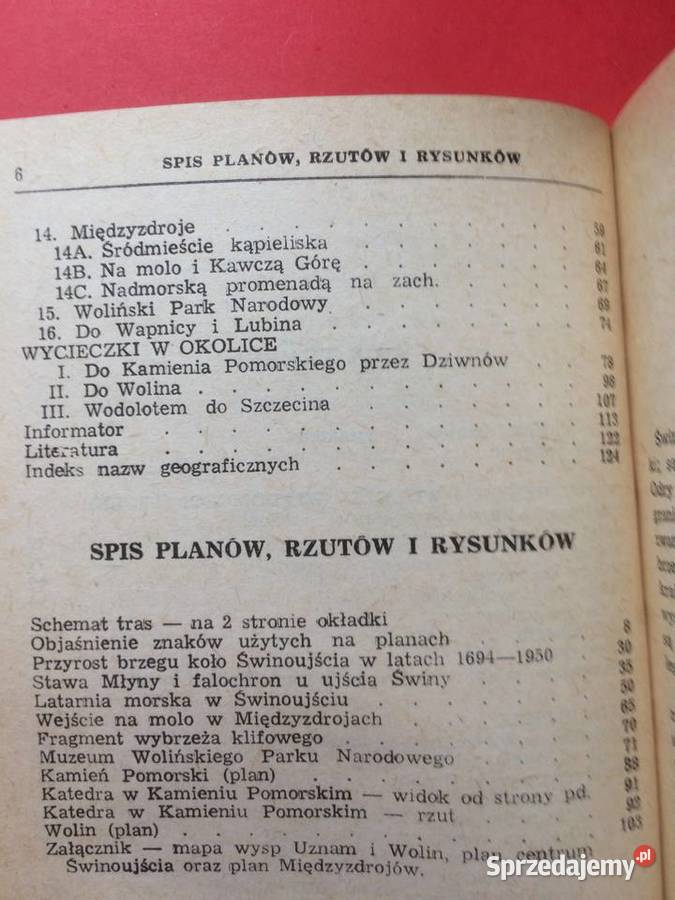 6 SPIS PLANÓW, RZUTÓW I RYSUNKÓW
14. Międzyzdroje . . . . . . . . . . 59
14A. Śródmieście kąpieliska . . . . . . 61
14B. Na molo i Kawczą Górę . . . . . . 64
14C. Nadmorską promenadą na zach. . . . . 67
15. Woliński Park Narodowy . . . . . . . 69
16. Do Wapnicy i Lubina . . . . . . . 74
WYCIECZKI W OKOLICE
I. Do Kamienia Pomorskiego przez Dziwnów . . 78
II. Do Wolina . . . . . . . . . . 98
III. Wodolotem do Szczecina . . . . . . 107
Informator . . . . . . . . . . . 113
Literatura . . . . . . . . . . . 122
Indeks nazw geograficznych . . . . . . . 124
SPIS PLANÓW, RZUTÓW I RYSUNKÓW
Schemat tras — na 2 stronie okładki
Objaśnienie znaków użytych na planach . . . . 8
Przyrost brzegu koło Świnoujścia w latach 1694—1950 . 30
Stawa Młyny i falochron u ujścia Świny . . . . 35
Latarnia morska w Świnoujściu . . . . . . 50
Wejście na molo w Międzyzdrojach . . . . . 65
Fragment wybrzeża klifowego . . . . . . . 70
Muzeum Wolińskiego Parku Narodowego . . . . 71
Kamień Pomorski (plan) . . . . . . . . 88
Katedra w Kamieniu Pomorskim — widok od strony pd. 91
Katedra w Kamieniu Pomorskim — rzut . . . .
Wolin (plan) . . . . . . . . . . 103
Załącznik — mapa wysp Uznam i Wolin, plan centrum
Świnoujścia oraz plan Międzyzdrojów.
Odry
są
Sprzedajemy.pl